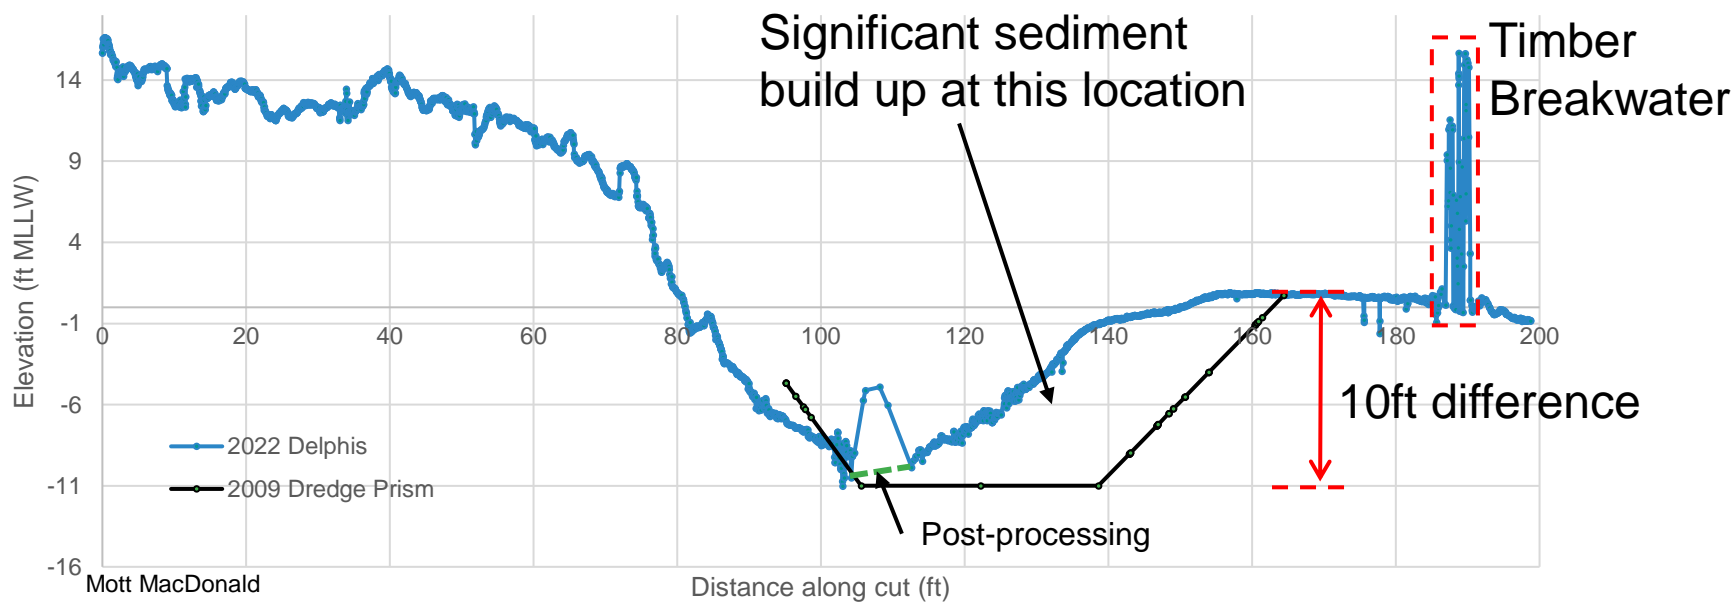 Significant sediment
build up at this location
Timber
Breakwater
14
9
4
-1
-6
-11
-16
Elevation (ft MLLW)
0
20
40
60
80
100
120
140
160
180
200
10ft difference
2022 Delphis
2009 Dredge Prism
Post-processing
Mott MacDonald
Distance along cut (ft)